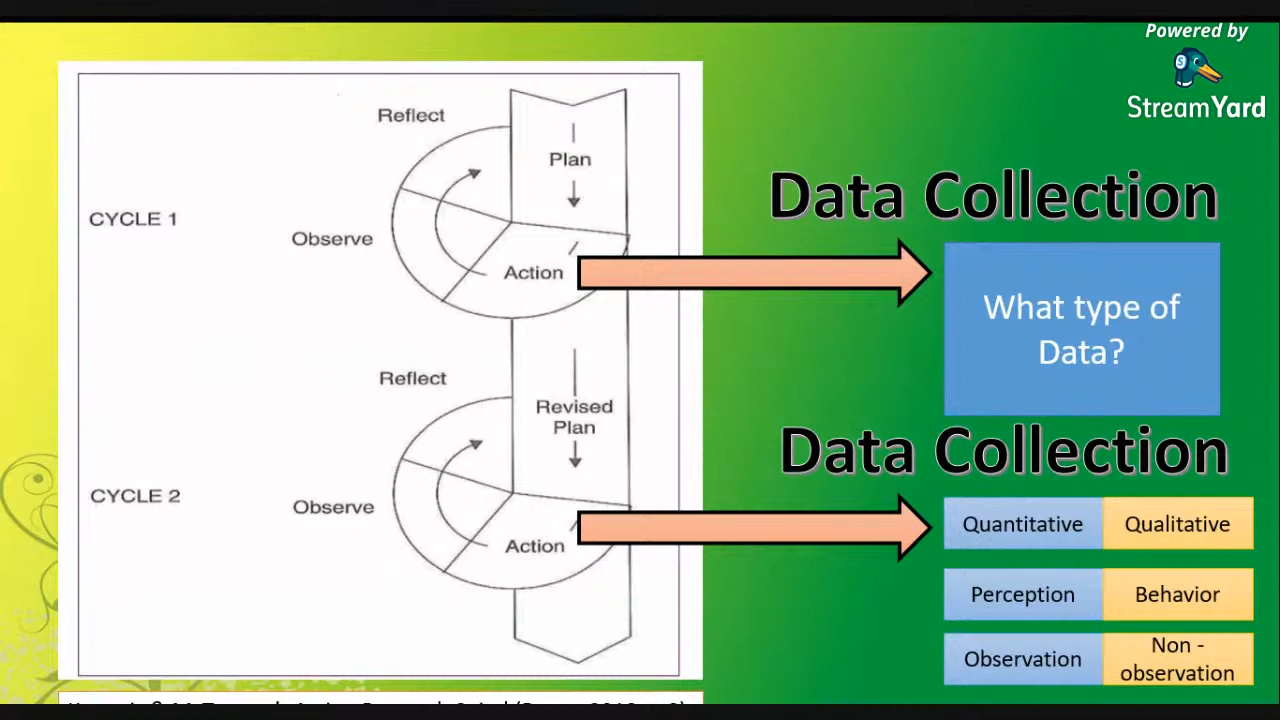 Powered by
StreamYard
Reflect
Plan
CYCLE 1
Observe
Action
Reflect
Revised
Plan
CYCLE 2
Observe
Action
Data Collection
What type of
Data?
Data Collection
Quantitative
Qualitative
Perception
Behavior
Observation
Non -
observation